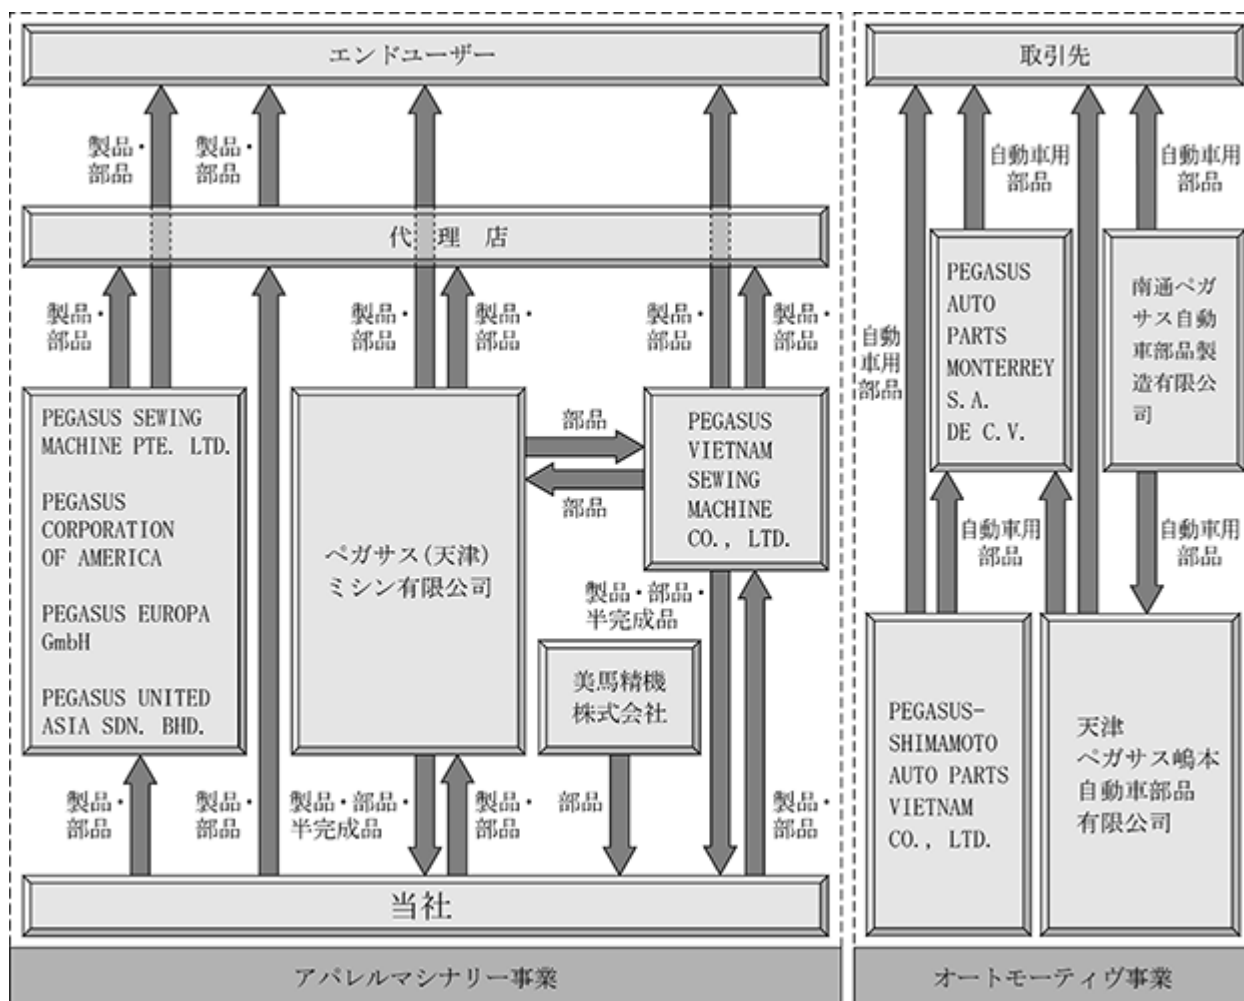 エンドユーザー
製品・
部品
製品・
部品
代　理　店
製品・
部品
製品・
部品
製品・
部品
製品・
部品
製品・
部品
PEGASUS SEWING
MACHINE PTE. LTD.
PEGASUS
CORPORATION
OF AMERICA
PEGASUS EUROPA
GmbH
PEGASUS UNITED
ASIA SDN. BHD.
ペガサス(天津)
ミシン有限公司
部品
部品
PEGASUS
VIETNAM
SEWING
MACHINE
CO., LTD.
製品・部品・
半完成品
美馬精機
株式会社
製品・
部品
製品・
部品
製品・部品・
半完成品
製品・
部品
部品
製品・
部品
当社
アパレルマシナリー事業
取引先
自動車用
部品
自動車用
部品
自動
車用
部品
PEGASUS
AUTO
PARTS
MONTERREY
S.A.
DE C.V.
南通ペガ
サス自動
車部品製
造有限公
司
自動車用
部品
自動車用
部品
PEGASUS-
SHIMAMOTO
AUTO PARTS
VIETNAM
CO., LTD.
天津
ペガサス嶋本
自動車部品
有限公司
オートモーティヴ事業